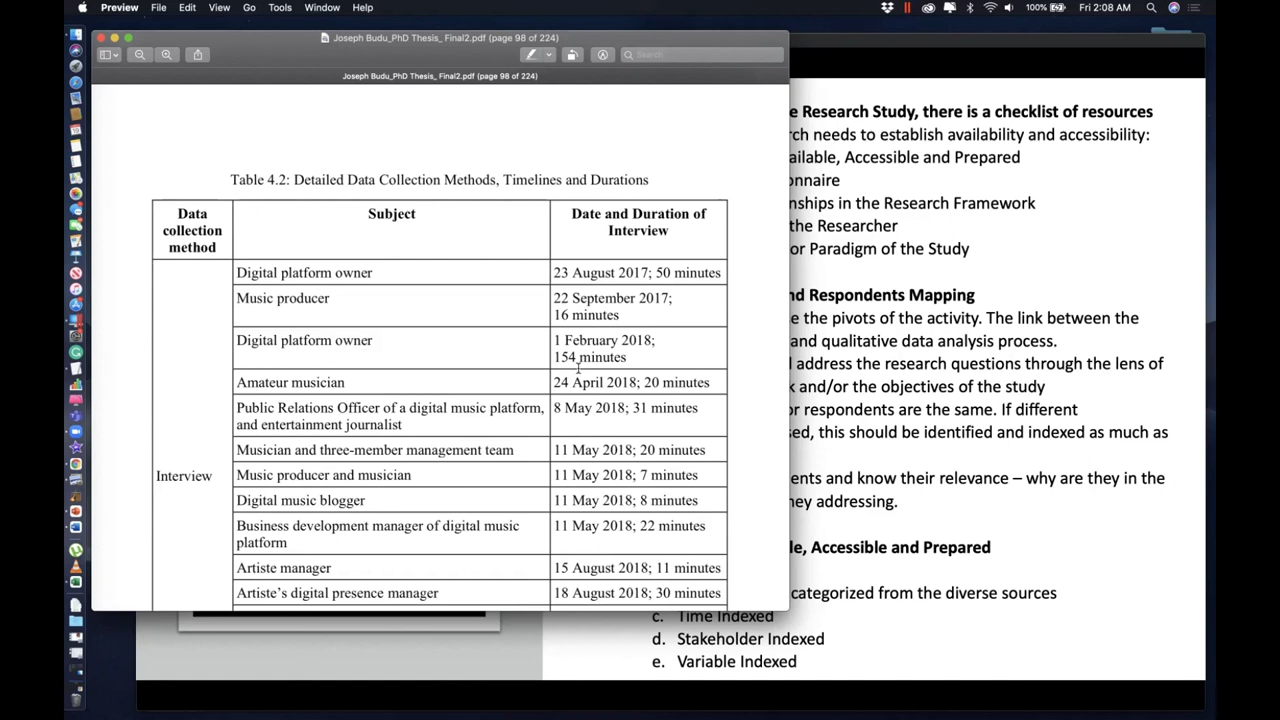 Preview File Edit View Go Tools Window Help 100% Fri 2:08 AM
Joseph Budu_PhD Thesis_ Final2.pdf (page 98 of 224)
Search
Joseph Budu_PhD Thesis_ Final2.pdf (page 98 of 224)
Table 4.2: Detailed Data Collection Methods, Timelines and Durations
Data
collection
method
Subject
Date and Duration of
Interview
Interview
Digital platform owner
23 August 2017; 50 minutes
Music producer
22 September 2017;
16 minutes
Digital platform owner
1 February 2018;
154 minutes
Amateur musician
24 April 2018; 20 minutes
Public Relations Officer of a digital music platform,
and entertainment journalist
8 May 2018; 31 minutes
Musician and three-member management team
11 May 2018; 20 minutes
Music producer and musician
11 May 2018; 7 minutes
Digital music blogger
11 May 2018; 8 minutes
Business development manager of digital music
platform
11 May 2018; 22 minutes
Artiste manager
15 August 2018; 11 minutes
Artiste's digital presence manager
18 August 2018; 30 minutes
e Research Study, there is a checklist of resources
rch needs to establish availability and accessibility:
ailable, Accessible and Prepared
onnaire
nships in the Research Framework
the Researcher
or Paradigm of the Study
nd Respondents Mapping
e the pivots of the activity. The link between the
and qualitative data analysis process.
d address the research questions through the lens of
k and/or the objectives of the study
or respondents are the same. If different
sed, this should be identified and indexed as much as
ents and know their relevance – why are they in the
hey addressing.
le, Accessible and Prepared
categorized from the diverse sources
c. Time Indexed
d. Stakeholder Indexed
e. Variable Indexed